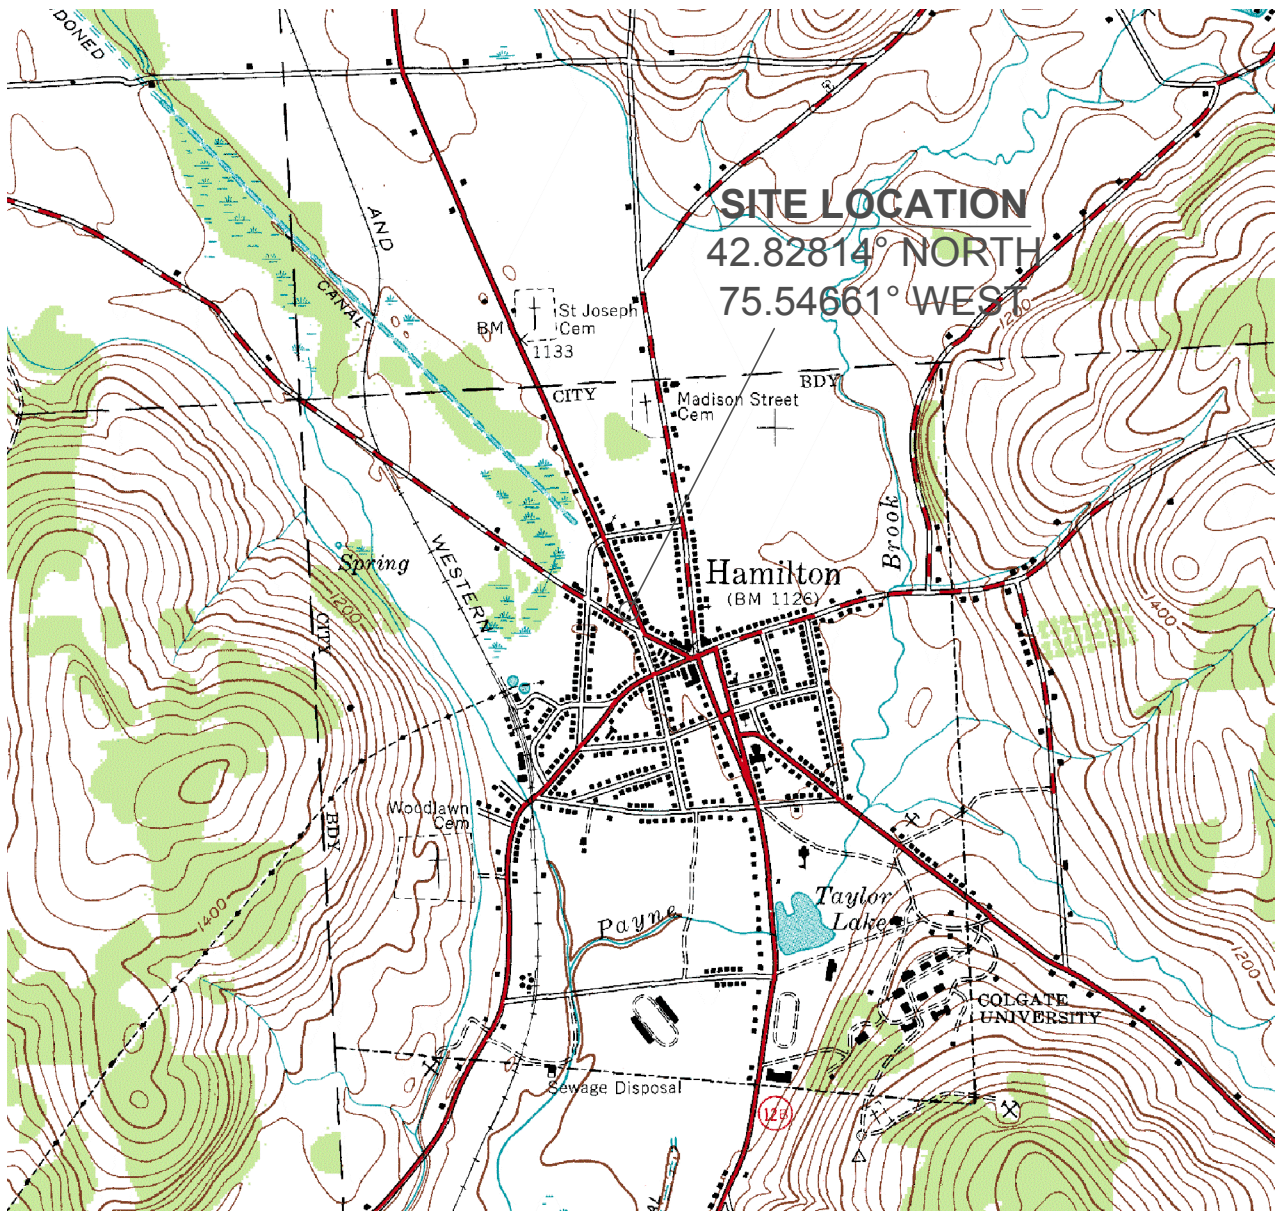 DONED
AND
CANAL
SITE LOCATION
42.82814° NORTH
75.54661° WEST
1200
BM
St Joseph
Cem
1133
CITY
BDY
Madison Street
Cem
Brook
WESTERN
Spring
1200
CITY
Hamilton
(BM 1126)
1400
Woodlawn
Cem
BDY
1400
Payne
Taylor
Lake
1200
COLGATE
UNIVERSITY
Sewage Disposal
12B